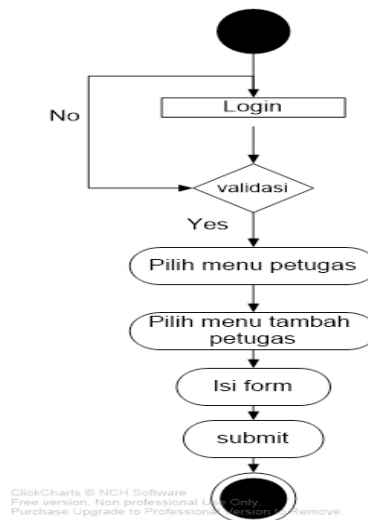 Login
No
validasi
Yes
Pilih menu petugas
Pilih menu tambah
petugas
Isi form
submit
ClickCharts © NCH Software
Free version. Non professional Use Only.
Purchase Upgrade to Professional Version to Remove.